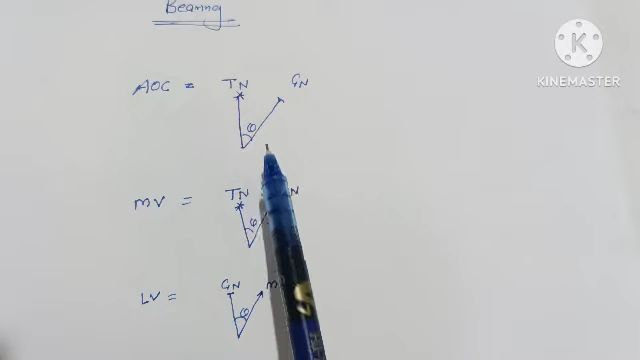 Bearing
AOC = TN GN
θ
MV = TN N
θ
LV = GN M
θ
K
KINEMASTER